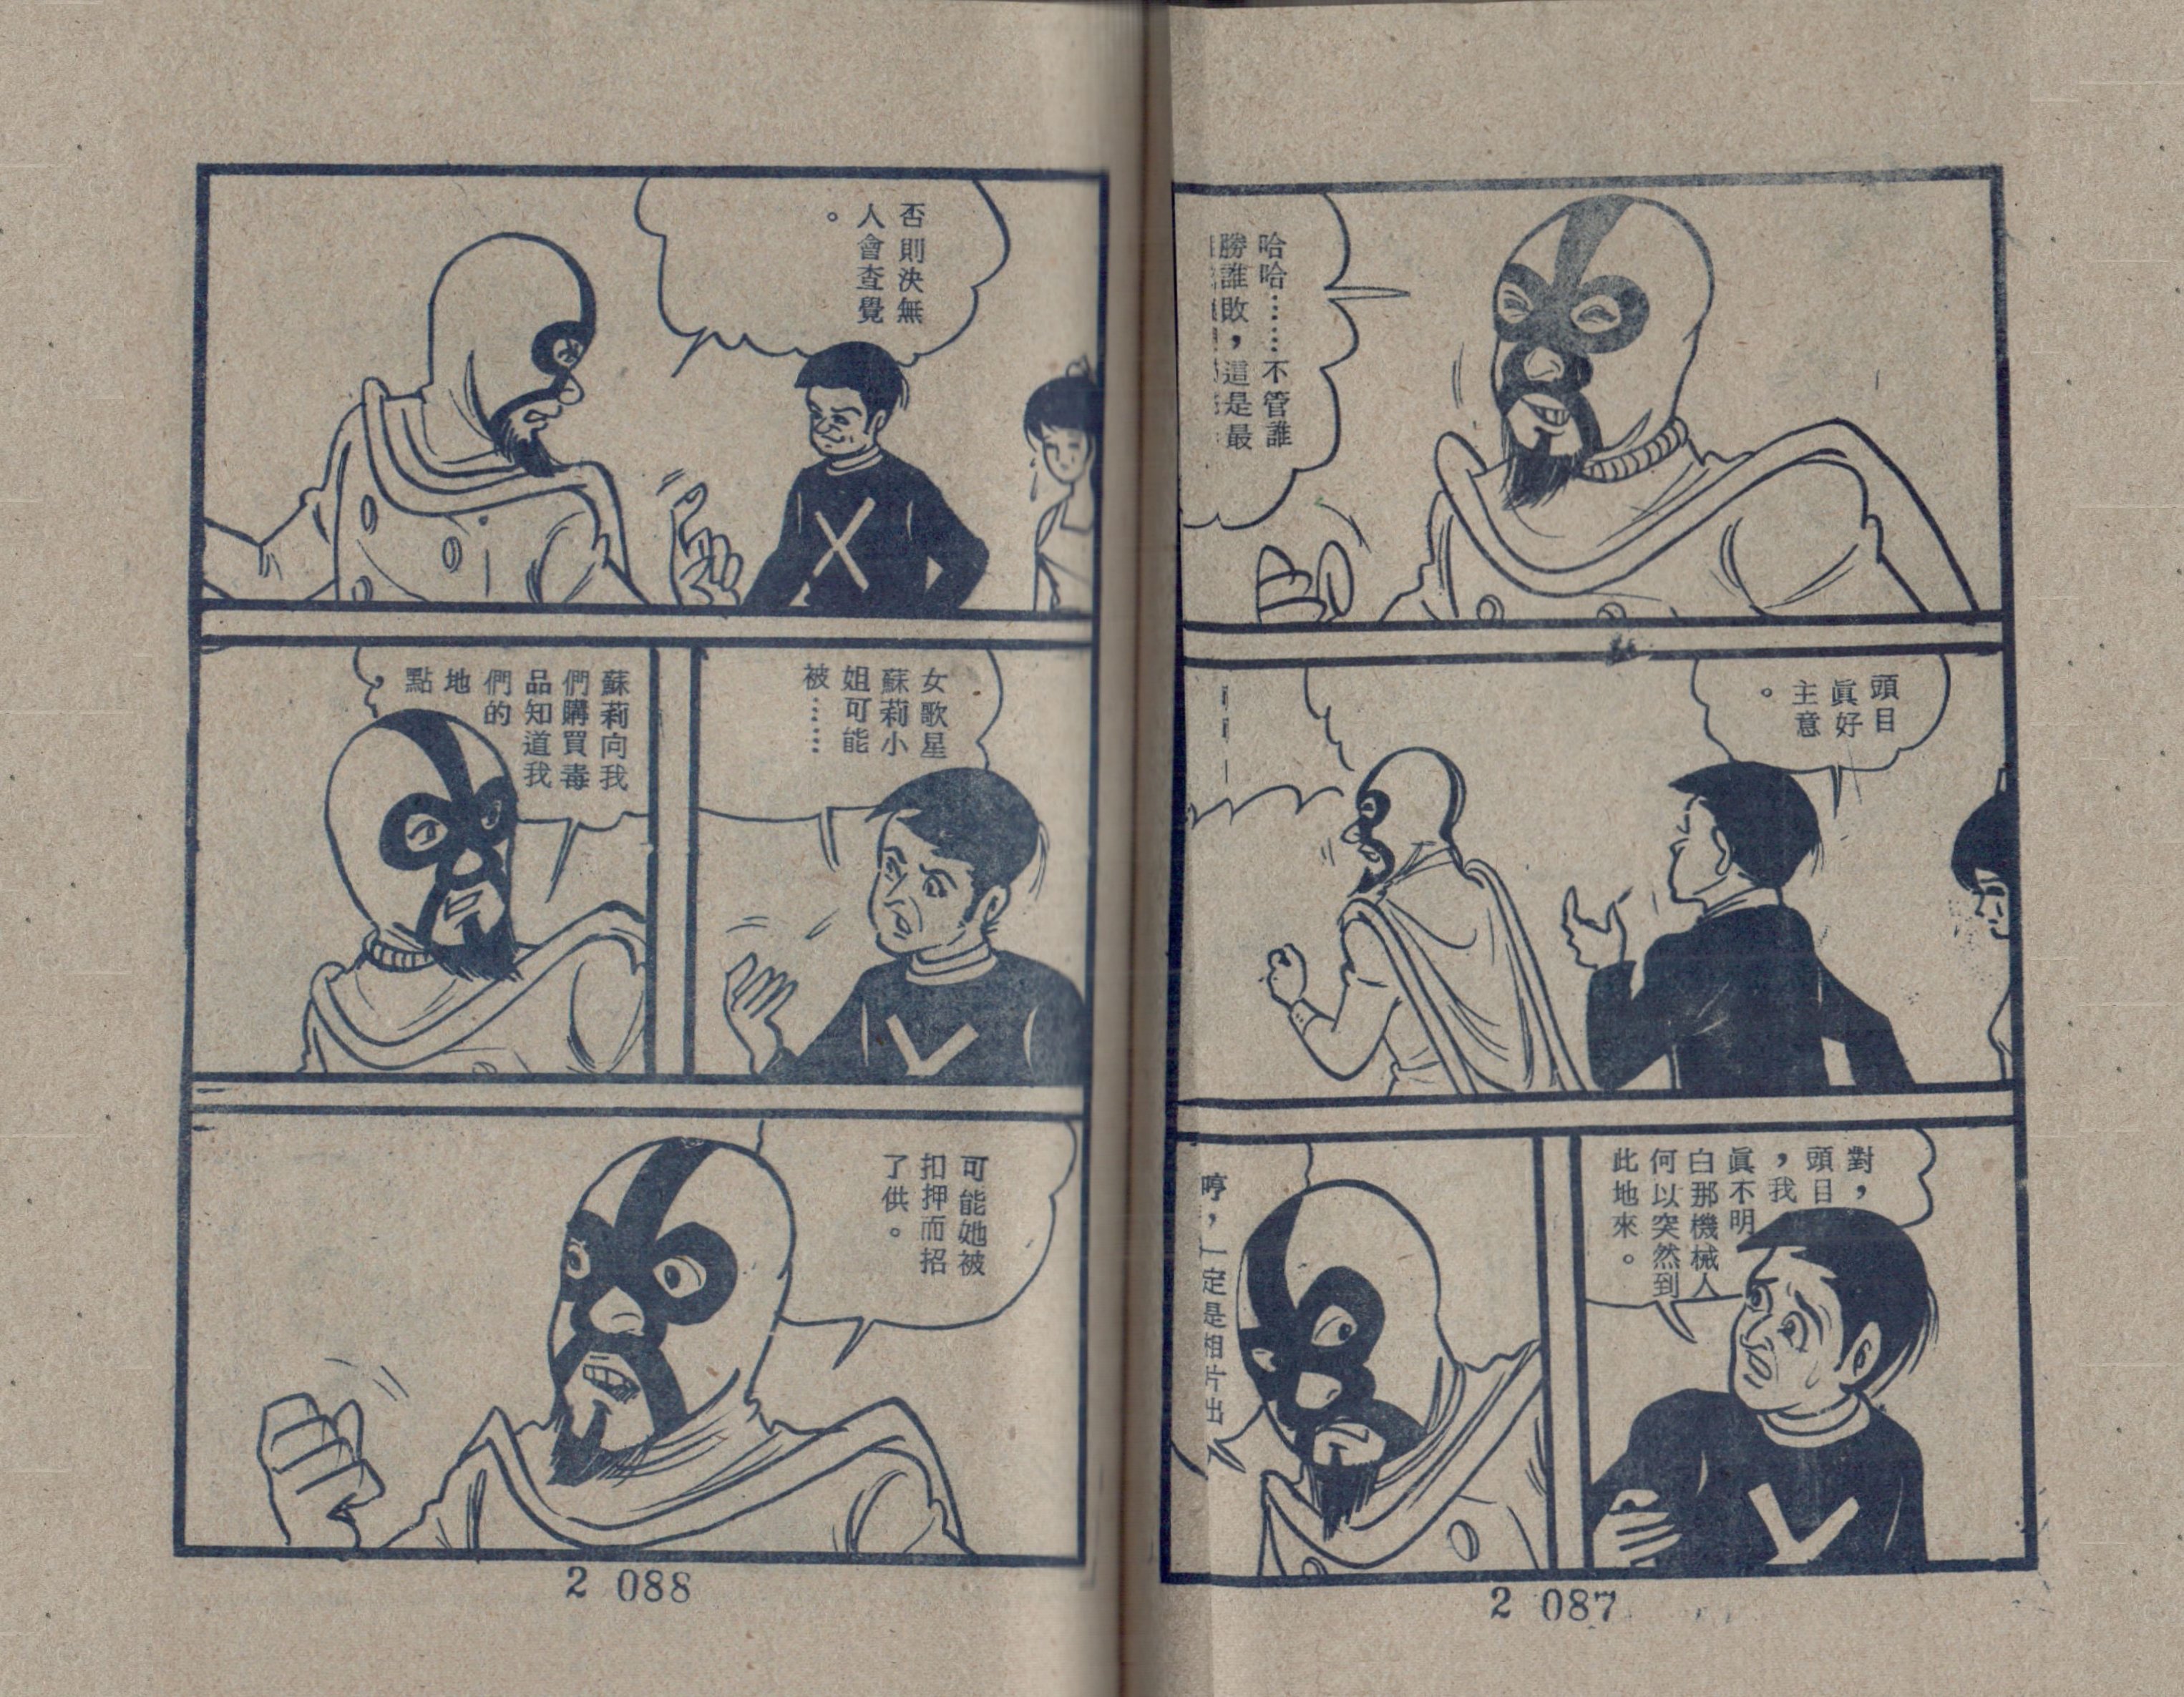 哈哈……不管誰
勝誰敗，這是最
頭目
眞好
主意
。
對，
頭目
，我
眞不明
白那機械人
何以突然到
此地來。
哼，一定是相片出
2 087
否則決無
人會查覺
。
女歌星
蘇莉小
姐可能
被……
蘇莉向我
們購買毒
品知道我
們的
地
點
，
可能她被
扣押而招
了供。
2 088